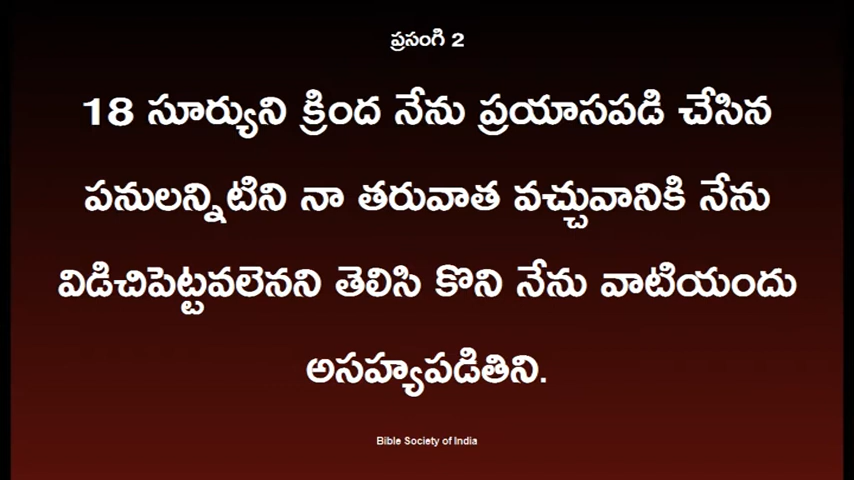 ప్రసంగి 2
18 సూర్యుని క్రింద నేను ప్రయాసపడి చేసిన
పనులన్నిటిని నా తరువాత వచ్చువానికి నేను
విడిచిపెట్టవలెనని తెలిసి కొని నేను వాటియందు
అసహ్యపడితిని.
Bible Society of India